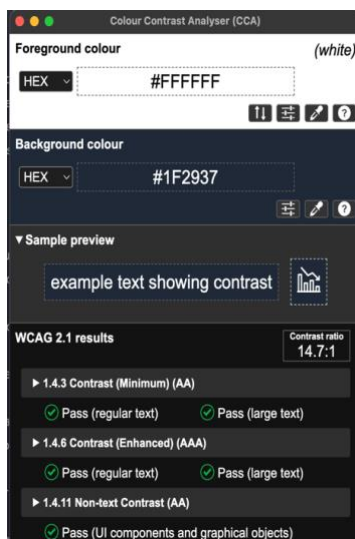 Colour Contrast Analyser (CCA)
Foreground colour (white)
HEX #FFFFFF
Background colour
HEX #1F2937
▼ Sample preview
example text showing contrast
WCAG 2.1 results
Contrast ratio
14.7:1
▶ 1.4.3 Contrast (Minimum) (AA)
Pass (regular text) Pass (large text)
▶ 1.4.6 Contrast (Enhanced) (AAA)
Pass (regular text) Pass (large text)
▶ 1.4.11 Non-text Contrast (AA)
Pass (UI components and graphical objects)